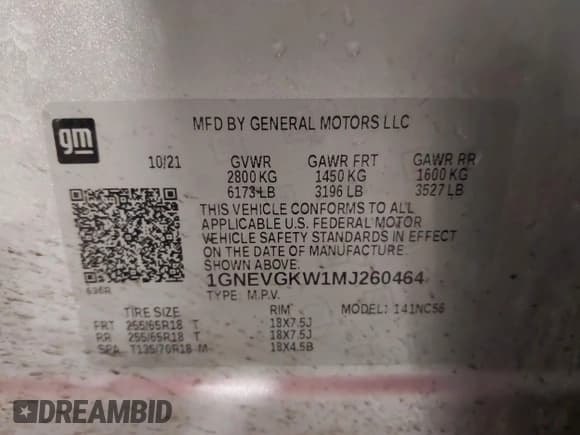 gm
MFD BY GENERAL MOTORS LLC
10/21 GVWR GAWR FRT GAWR RR
2800 KG 1450 KG 1600 KG
6173 LB 3196 LB 3527 LB
THIS VEHICLE CONFORMS TO ALL
APPLICABLE U.S. FEDERAL MOTOR
VEHICLE SAFETY STANDARDS IN EFFECT
ON THE DATE OF MANUFACTURE.
1GNEVGKW1MJ260464
TYPE: M.P.V.
TIRE SIZE RIM MODEL: 141NC56
FRT 255/65R18 T 18X7.5J
RR 255/65R18 T 18X7.5J
SPA T135/70R18 M 18X4.5B
DREAMBID